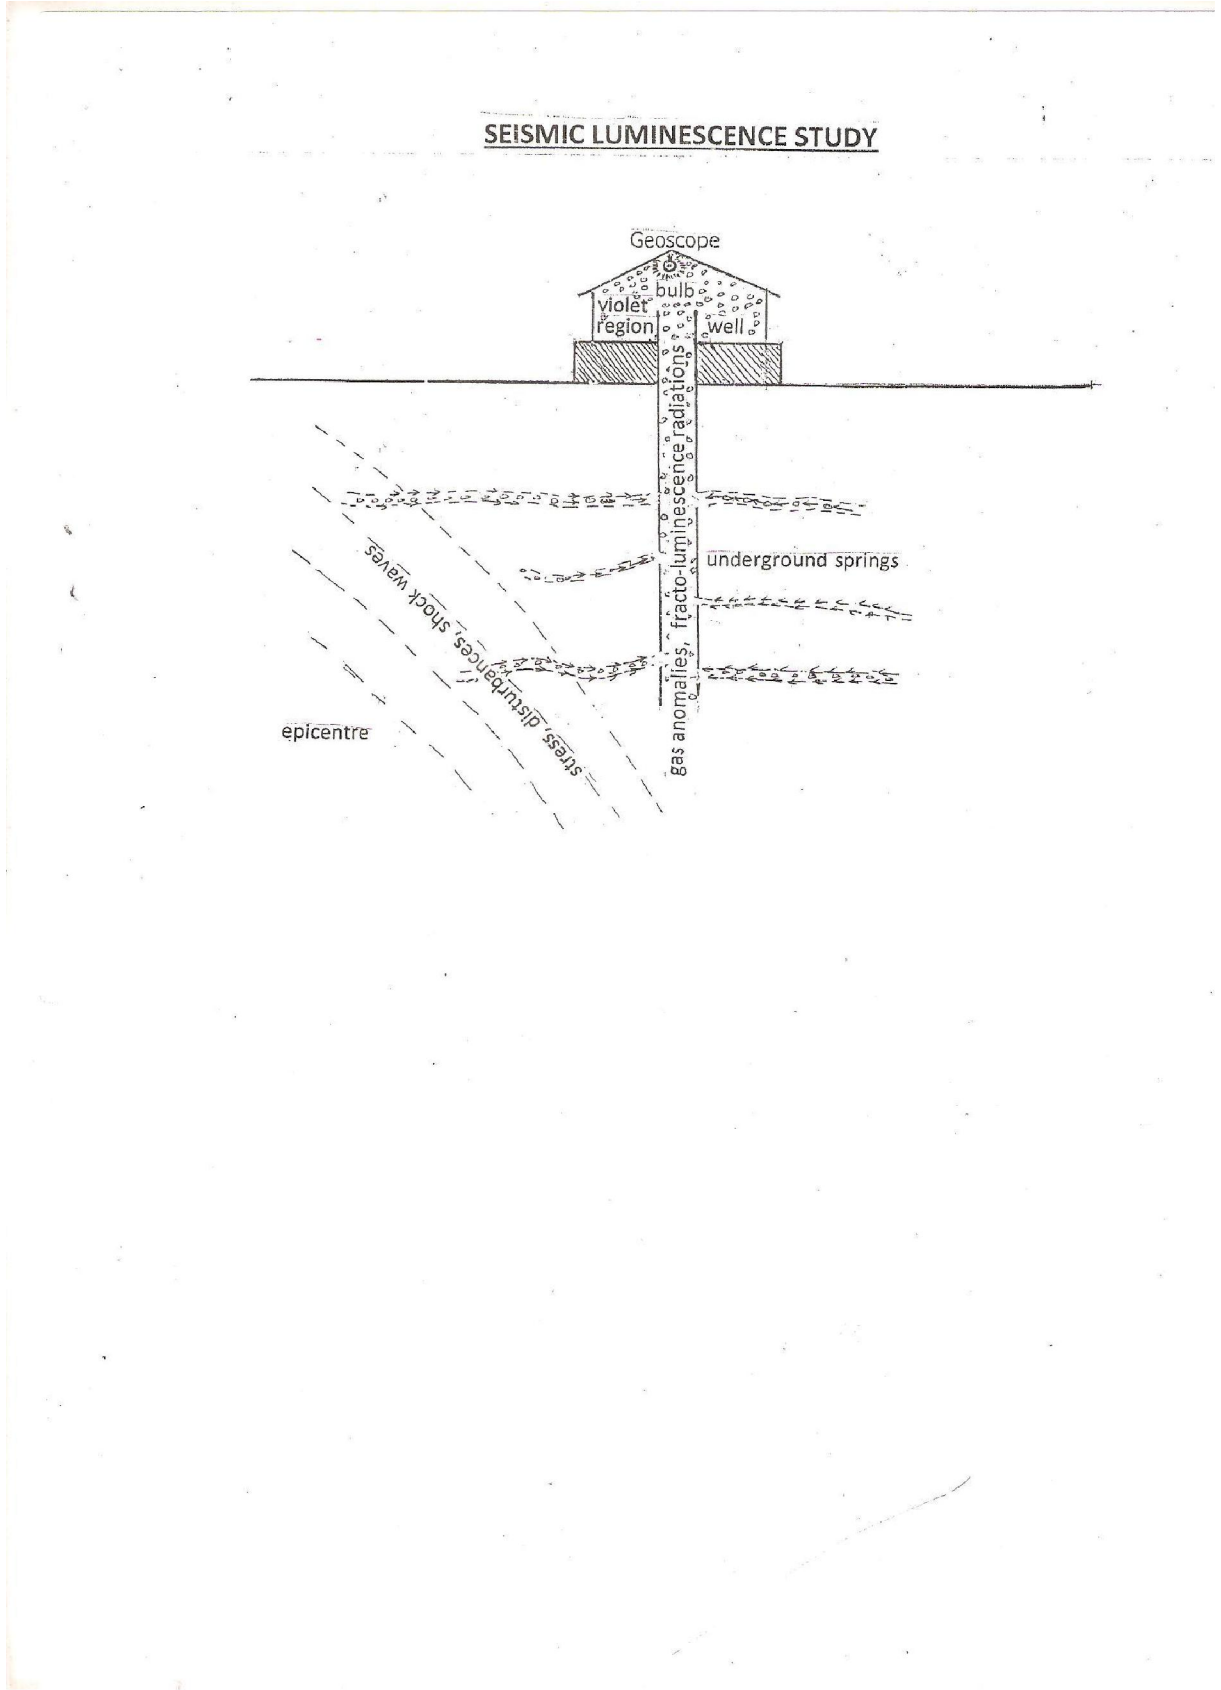 SEISMIC LUMINESCENCE STUDY
Geoscope
bulb
violet
region
well
gas anomalies, fracto-luminescence radiations
underground springs
stress, disturbances, shock waves
epicentre